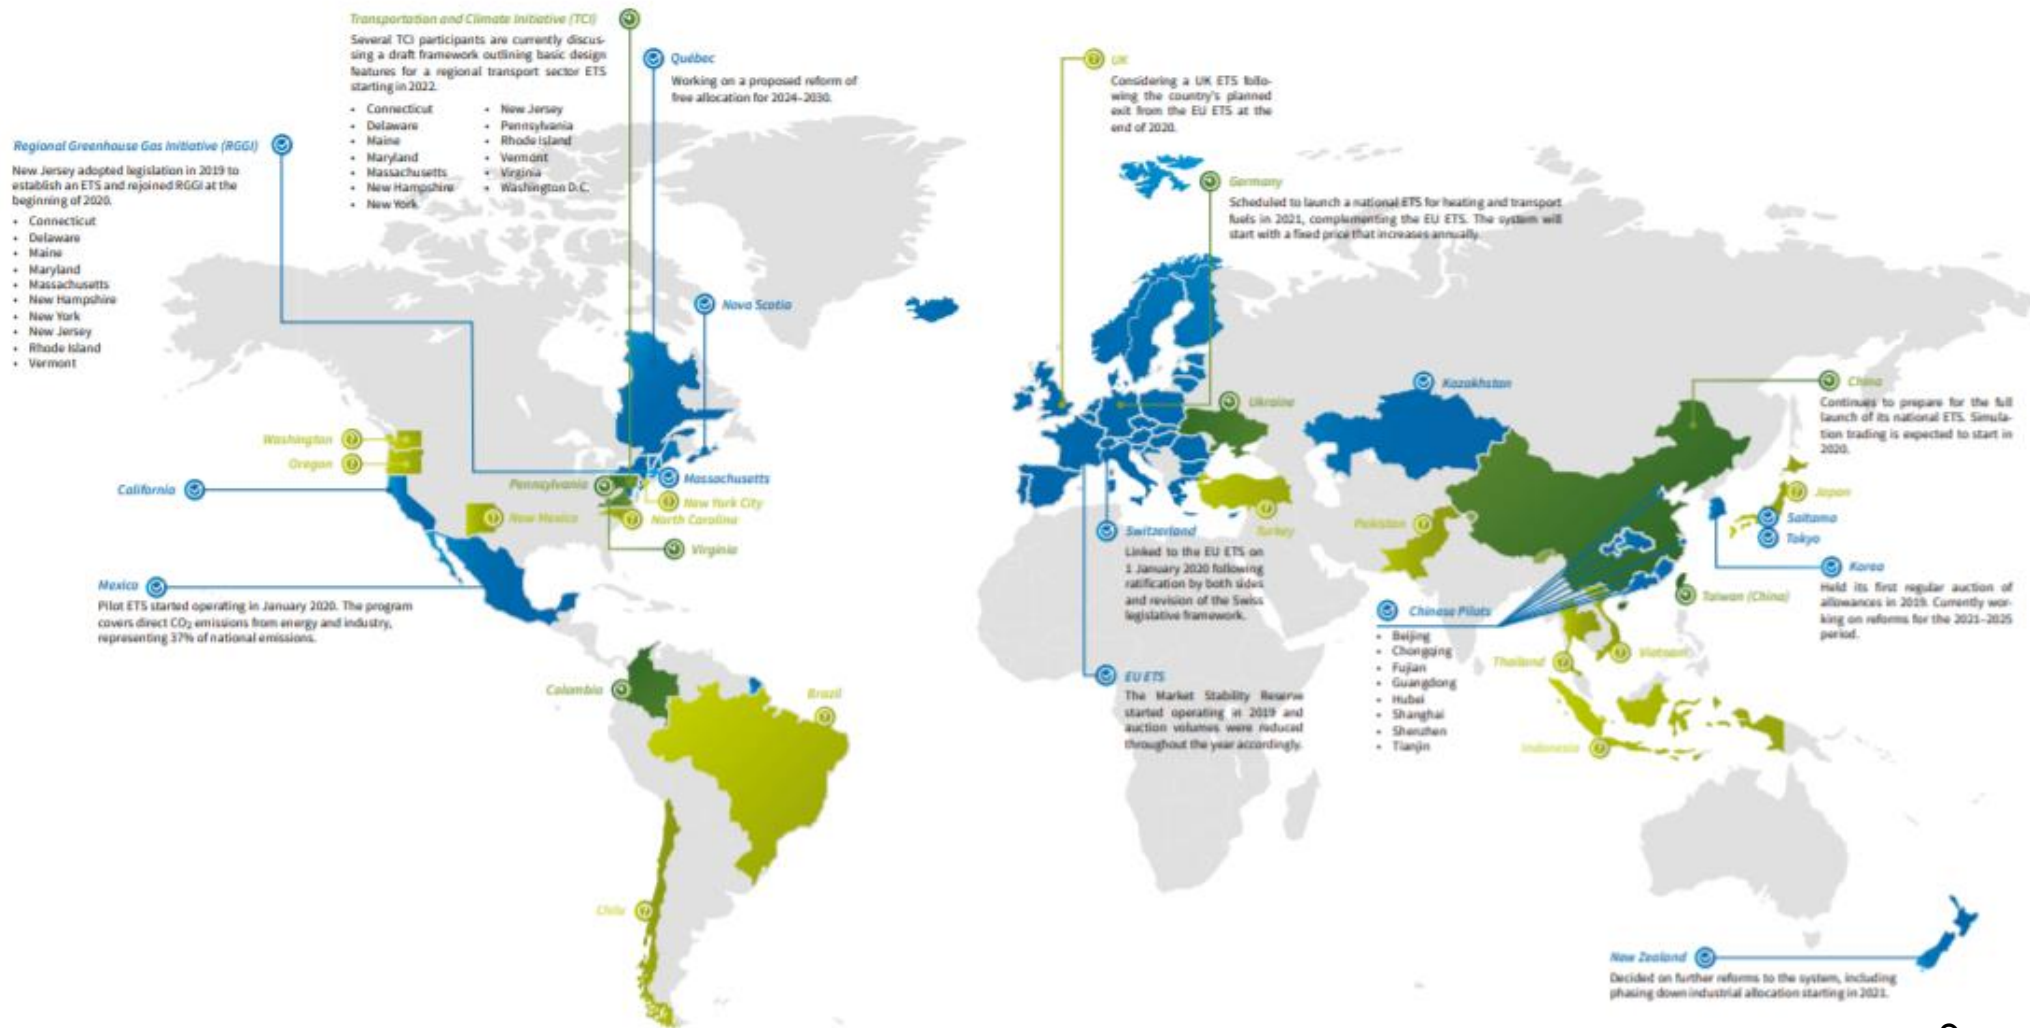 Transportation and Climate Initiative (TCI)
Several TCI participants are currently discus-
sing a draft framework outlining basic design
features for a regional transport sector ETS
starting in 2022.
• Connecticut
• Delaware
• Maine
• Maryland
• Massachusetts
• New Hampshire
• New York
• New Jersey
• Pennsylvania
• Rhode Island
• Vermont
• Virginia
• Washington D.C.
Québec
Working on a proposed reform of
free allocation for 2024–2030.
Regional Greenhouse Gas Initiative (RGGI)
New Jersey adopted legislation in 2019 to
establish an ETS and rejoined RGGI at the
beginning of 2020.
• Connecticut
• Delaware
• Maine
• Maryland
• Massachusetts
• New Hampshire
• New York
• New Jersey
• Rhode Island
• Vermont
Nova Scotia
Washington
Oregon
California
New Mexico
Pennsylvania
Massachusetts
New York City
North Carolina
Virginia
Mexico
Pilot ETS started operating in January 2020. The program
covers direct CO₂ emissions from energy and industry,
representing 37% of national emissions.
Colombia
Brazil
Chile
UK
Considering a UK ETS follo-
wing the country's planned
exit from the EU ETS at the
end of 2020.
Germany
Scheduled to launch a national ETS for heating and transport
fuels in 2021, complementing the EU ETS. The system will
start with a fixed price that increases annually.
Ukraine
Kazakhstan
China
Continues to prepare for the full
launch of its national ETS. Simula-
tion trading is expected to start in
2020.
Turkey
Pakistan
Japan
Saitama
Tokyo
Switzerland
Linked to the EU ETS on
1 January 2020 following
ratification by both sides
and revision of the Swiss
legislative framework.
Korea
Held its first regular auction of
allowances in 2019. Currently wor-
king on reforms for the 2021–2025
period.
Taiwan (China)
Chinese Pilots
• Beijing
• Chongqing
• Fujian
• Guangdong
• Hubei
• Shanghai
• Shenzhen
• Tianjin
Thailand
Vietnam
Indonesia
EU ETS
The Market Stability Reserve
started operating in 2019 and
auction volumes were reduced
throughout the year accordingly.
New Zealand
Decided on further reforms to the system, including
phasing down industrial allocation starting in 2021.